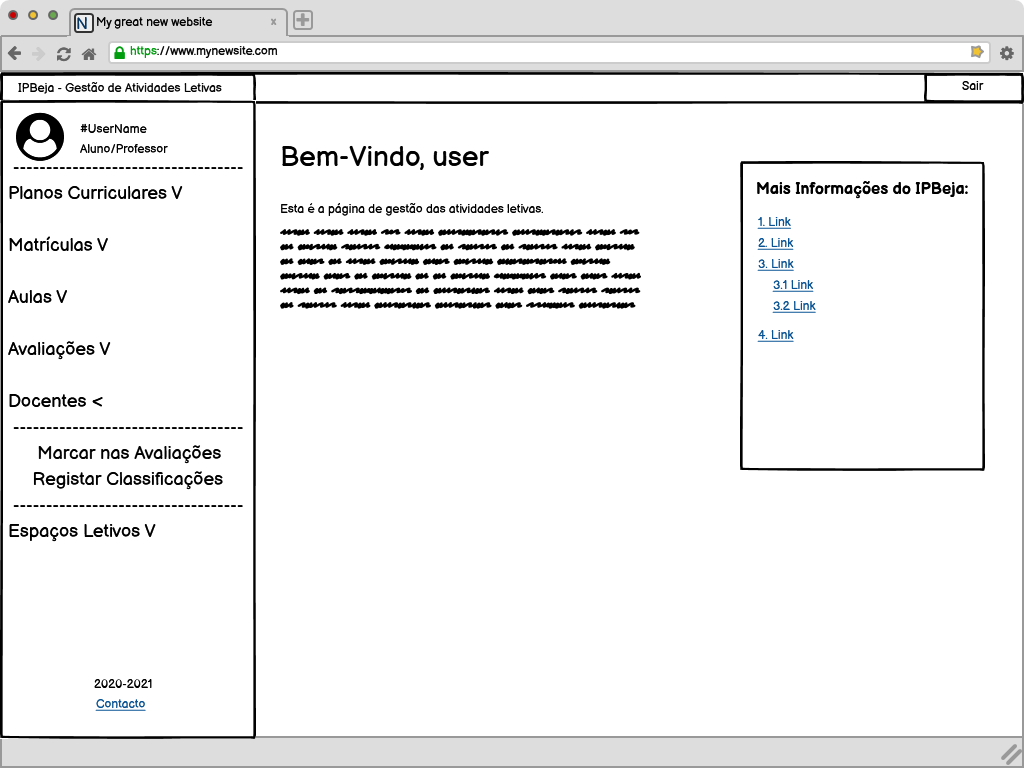 My great new website
https://www.mynewsite.com
IPBeja - Gestão de Atividades Letivas
Sair
#UserName
Aluno/Professor
Planos Curriculares V
Matrículas V
Aulas V
Avaliações V
Docentes <
Marcar nas Avaliações
Registar Classificações
Espaços Letivos V
2020-2021
Contacto
Bem-Vindo, user
Esta é a página de gestão das atividades letivas.
Mais Informações do IPBeja:
1. Link
2. Link
3. Link
3.1 Link
3.2 Link
4. Link